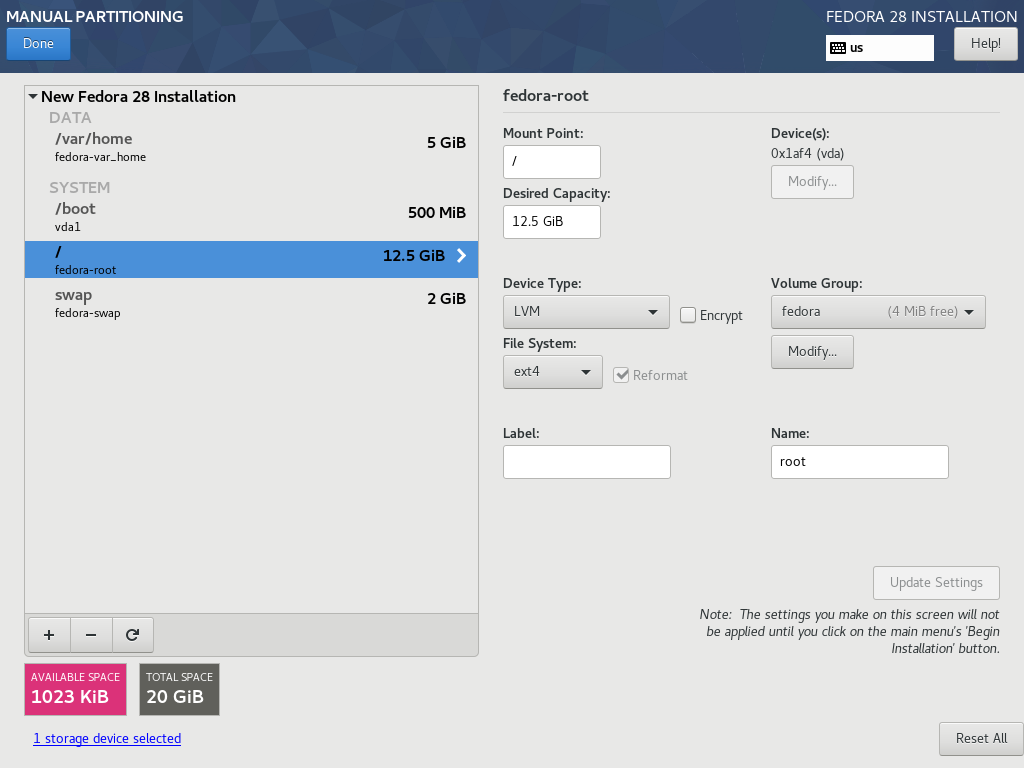 MANUAL PARTITIONING
FEDORA 28 INSTALLATION
Done
us
Help!
New Fedora 28 Installation
DATA
/var/home
5 GiB
fedora-var_home
SYSTEM
/boot
500 MiB
vda1
/
12.5 GiB
fedora-root
swap
2 GiB
fedora-swap
AVAILABLE SPACE
1023 KiB
TOTAL SPACE
20 GiB
1 storage device selected
fedora-root
Mount Point:
/
Device(s):
0x1af4 (vda)
Modify...
Desired Capacity:
12.5 GiB
Device Type:
LVM
Encrypt
Volume Group:
fedora (4 MiB free)
Modify...
File System:
ext4
Reformat
Label:
Name:
root
Update Settings
Note: The settings you make on this screen will not
be applied until you click on the main menu's 'Begin
Installation' button.
Reset All